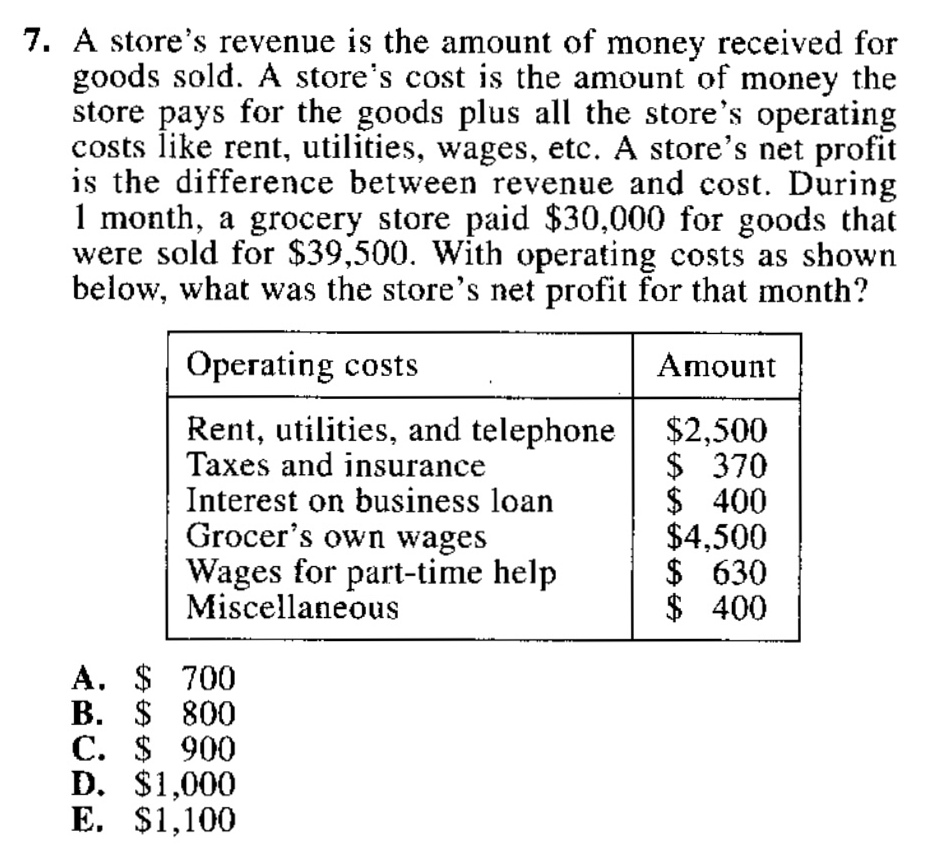 7. A store's revenue is the amount of money received for
goods sold. A store's cost is the amount of money the
store pays for the goods plus all the store's operating
costs like rent, utilities, wages, etc. A store's net profit
is the difference between revenue and cost. During
1 month, a grocery store paid $30,000 for goods that
were sold for $39,500. With operating costs as shown
below, what was the store's net profit for that month?
Operating costs Amount
Rent, utilities, and telephone $2,500
Taxes and insurance $ 370
Interest on business loan $ 400
Grocer's own wages $4,500
Wages for part-time help $ 630
Miscellaneous $ 400
A. $ 700
B. $ 800
C. $ 900
D. $1,000
E. $1,100